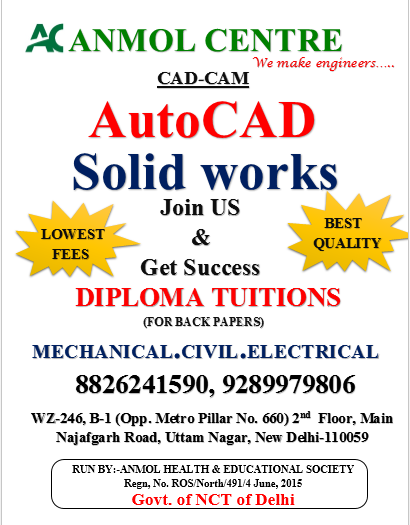 AC ANMOL CENTRE
We make engineers.....
CAD-CAM
AutoCAD
Solid works
LOWEST
FEES
Join US
&
Get Success
BEST
QUALITY
DIPLOMA TUITIONS
(FOR BACK PAPERS)
MECHANICAL.CIVIL.ELECTRICAL
8826241590, 9289979806
WZ-246, B-1 (Opp. Metro Pillar No. 660) 2nd Floor, Main
Najafgarh Road, Uttam Nagar, New Delhi-110059
RUN BY:-ANMOL HEALTH & EDUCATIONAL SOCIETY
Regn, No. ROS/North/491/4 June, 2015
Govt. of NCT of Delhi